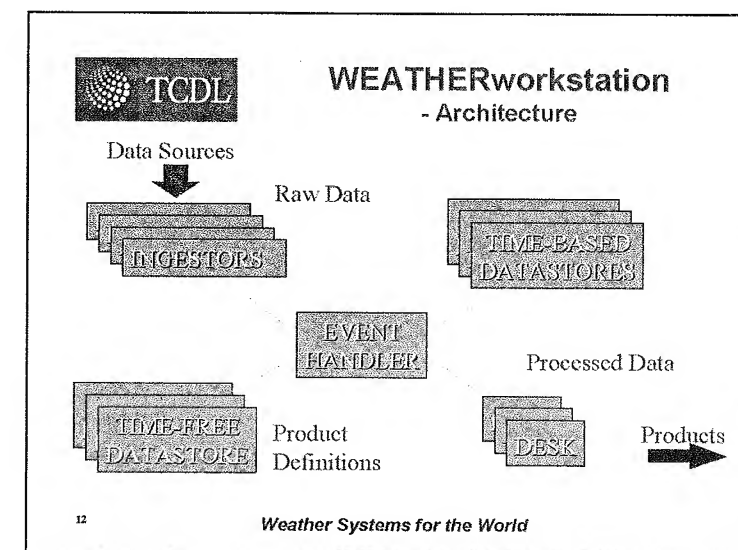 TCDL
WEATHERworkstation
- Architecture
Data Sources
Raw Data
INGESTORS
TIME-BASED
DATASTORES
EVENT
HANDLER
Processed Data
TIME-FREE
DATASTORE
Product
Definitions
DESK
Products
12
Weather Systems for the World